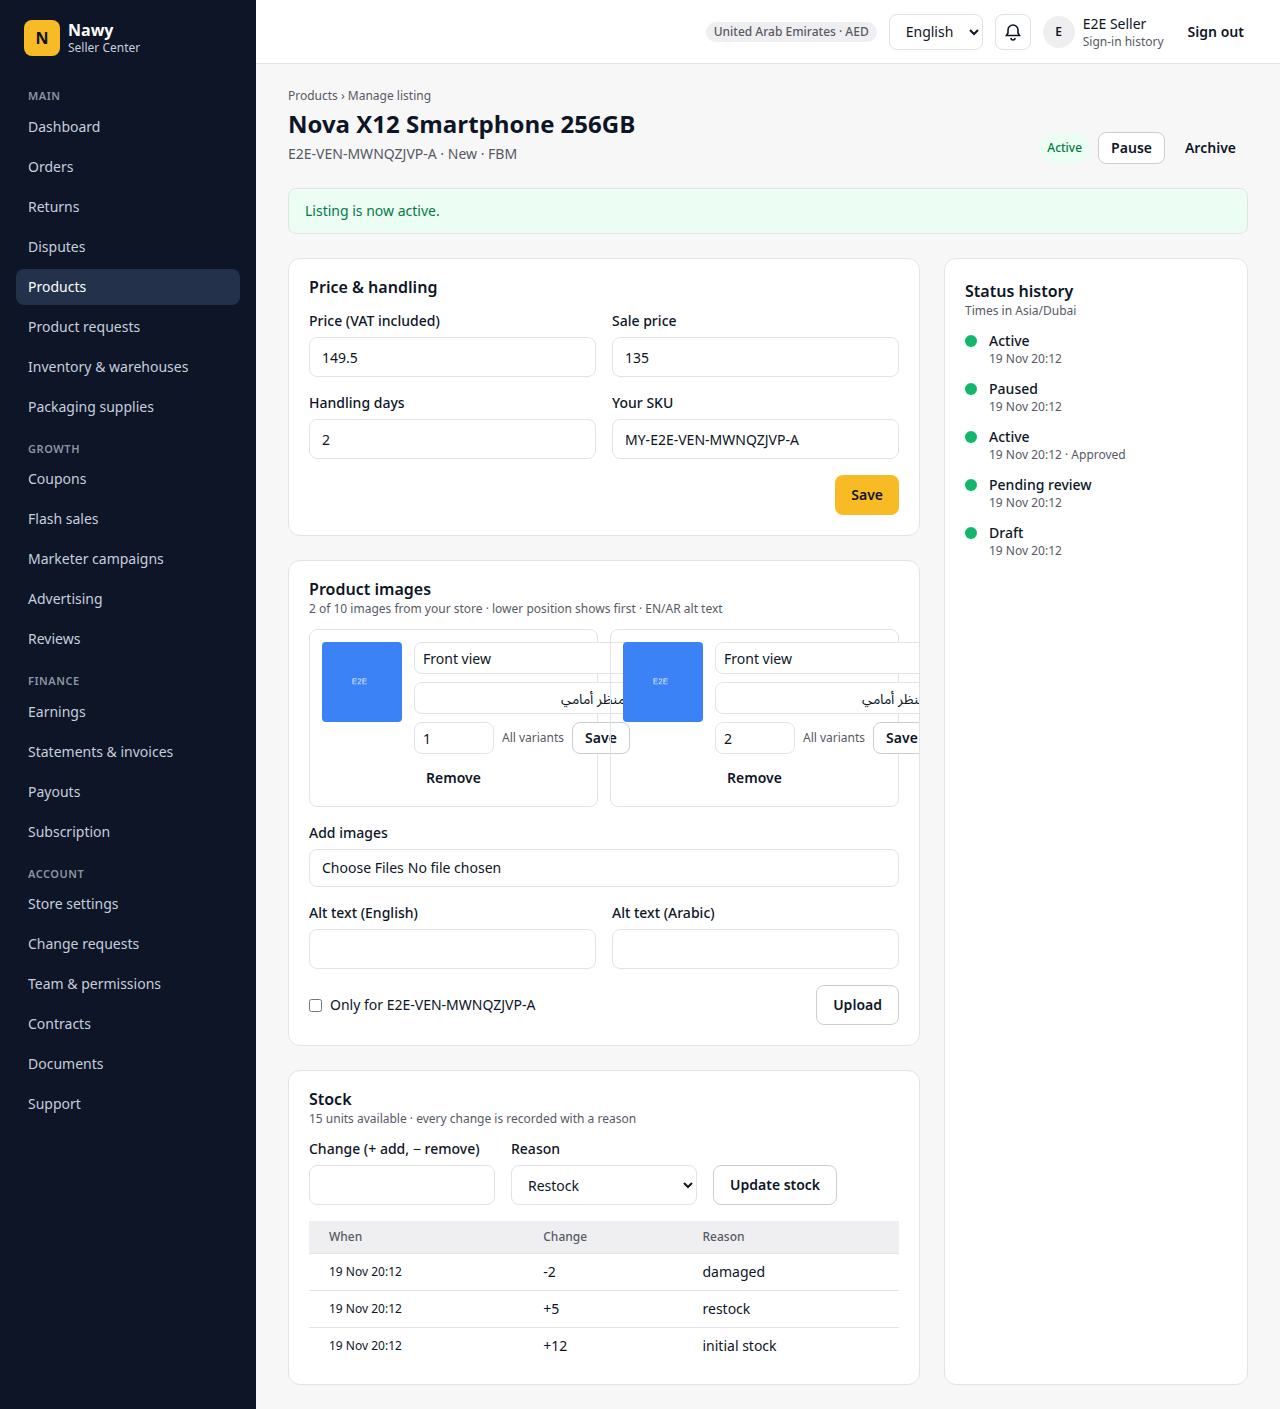 N
Nawy
Seller Center
MAIN
Dashboard
Orders
Returns
Disputes
Products
Product requests
Inventory & warehouses
Packaging supplies
GROWTH
Coupons
Flash sales
Marketer campaigns
Advertising
Reviews
FINANCE
Earnings
Statements & invoices
Payouts
Subscription
ACCOUNT
Store settings
Change requests
Team & permissions
Contracts
Documents
Support
United Arab Emirates · AED
English
E
E2E Seller
Sign-in history
Sign out
Products › Manage listing
Nova X12 Smartphone 256GB
E2E-VEN-MWNQZJVP-A · New · FBM
Active
Pause
Archive
Listing is now active.
Price & handling
Price (VAT included)
Sale price
149.5
135
Handling days
Your SKU
2
MY-E2E-VEN-MWNQZJVP-A
Save
Product images
2 of 10 images from your store · lower position shows first · EN/AR alt text
E2E
Front view
منظر أمامي
1
All variants
Save
Remove
E2E
Front view
منظر أمامي
2
All variants
Save
Remove
Add images
Choose Files No file chosen
Alt text (English)
Alt text (Arabic)
Only for E2E-VEN-MWNQZJVP-A
Upload
Stock
15 units available · every change is recorded with a reason
Change (+ add, − remove)
Reason
Restock
Update stock
When Change Reason
19 Nov 20:12 -2 damaged
19 Nov 20:12 +5 restock
19 Nov 20:12 +12 initial stock
Status history
Times in Asia/Dubai
Active
19 Nov 20:12
Paused
19 Nov 20:12
Active
19 Nov 20:12 · Approved
Pending review
19 Nov 20:12
Draft
19 Nov 20:12